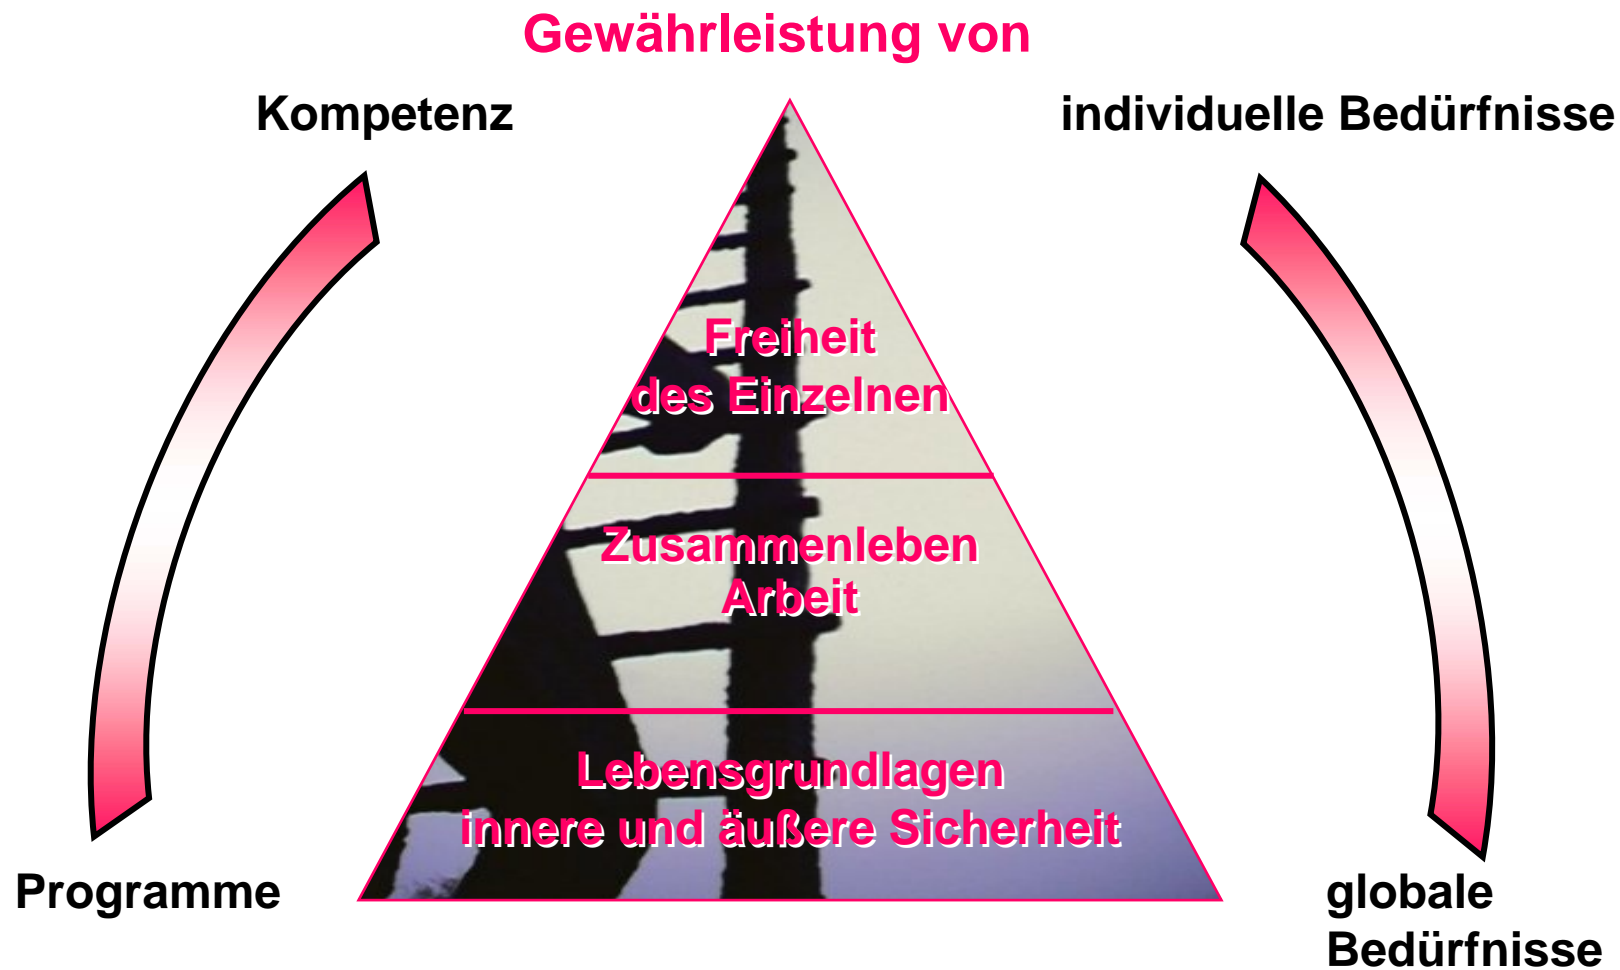 Gewährleistung von
Kompetenz
individuelle Bedürfnisse
Freiheit
des Einzelnen
Zusammenleben
Arbeit
Lebensgrundlagen
innere und äußere Sicherheit
Programme
globale
Bedürfnisse